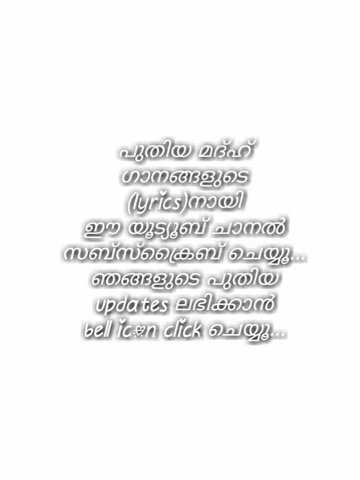 പുതിയ മദ്ഹ്
ഗാനങ്ങളുടെ
(lyrics)നായി
ഈ യൂട്യൂബ് ചാനൽ
സബ്സ്ക്രൈബ് ചെയ്യൂ...
ഞങ്ങളുടെ പുതിയ
updates ലഭിക്കാൻ
bell icon click ചെയ്യൂ...